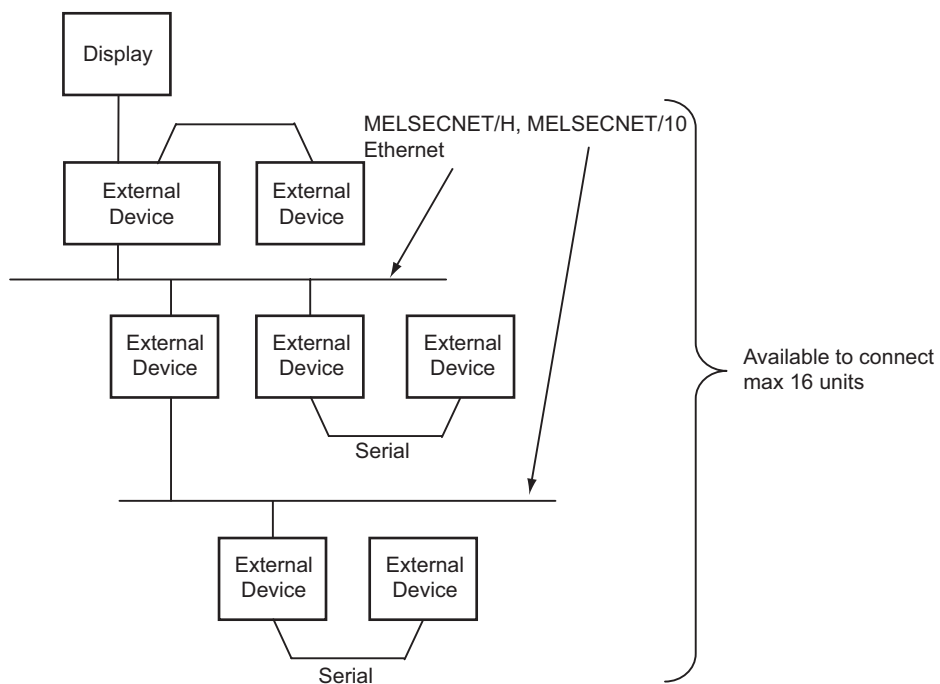 Display
MELSECNET/H, MELSECNET/10
Ethernet
External
Device
External
Device
External
Device
External
Device
External
Device
Available to connect
max 16 units
Serial
External
Device
External
Device
Serial